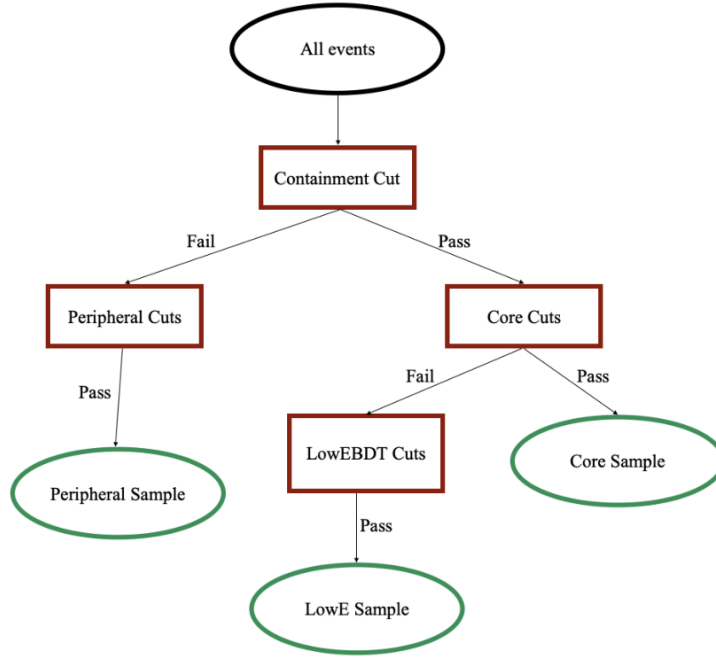 All events
Containment Cut
Fail
Pass
Peripheral Cuts
Core Cuts
Pass
Fail
Pass
LowEBDT Cuts
Core Sample
Peripheral Sample
Pass
LowE Sample